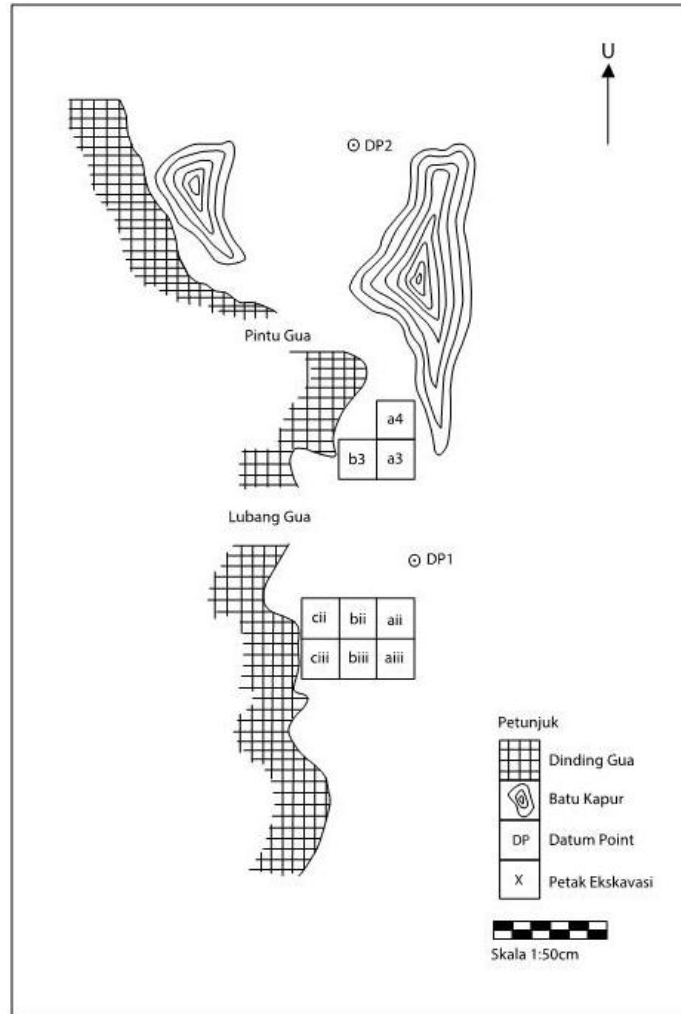 U
DP2
Pintu Gua
a4
b3 a3
Lubang Gua
DP1
cii bii aii
ciii biii aiii
Petunjuk
Dinding Gua
Batu Kapur
DP Datum Point
X Petak Ekskavasi
Skala 1:50cm